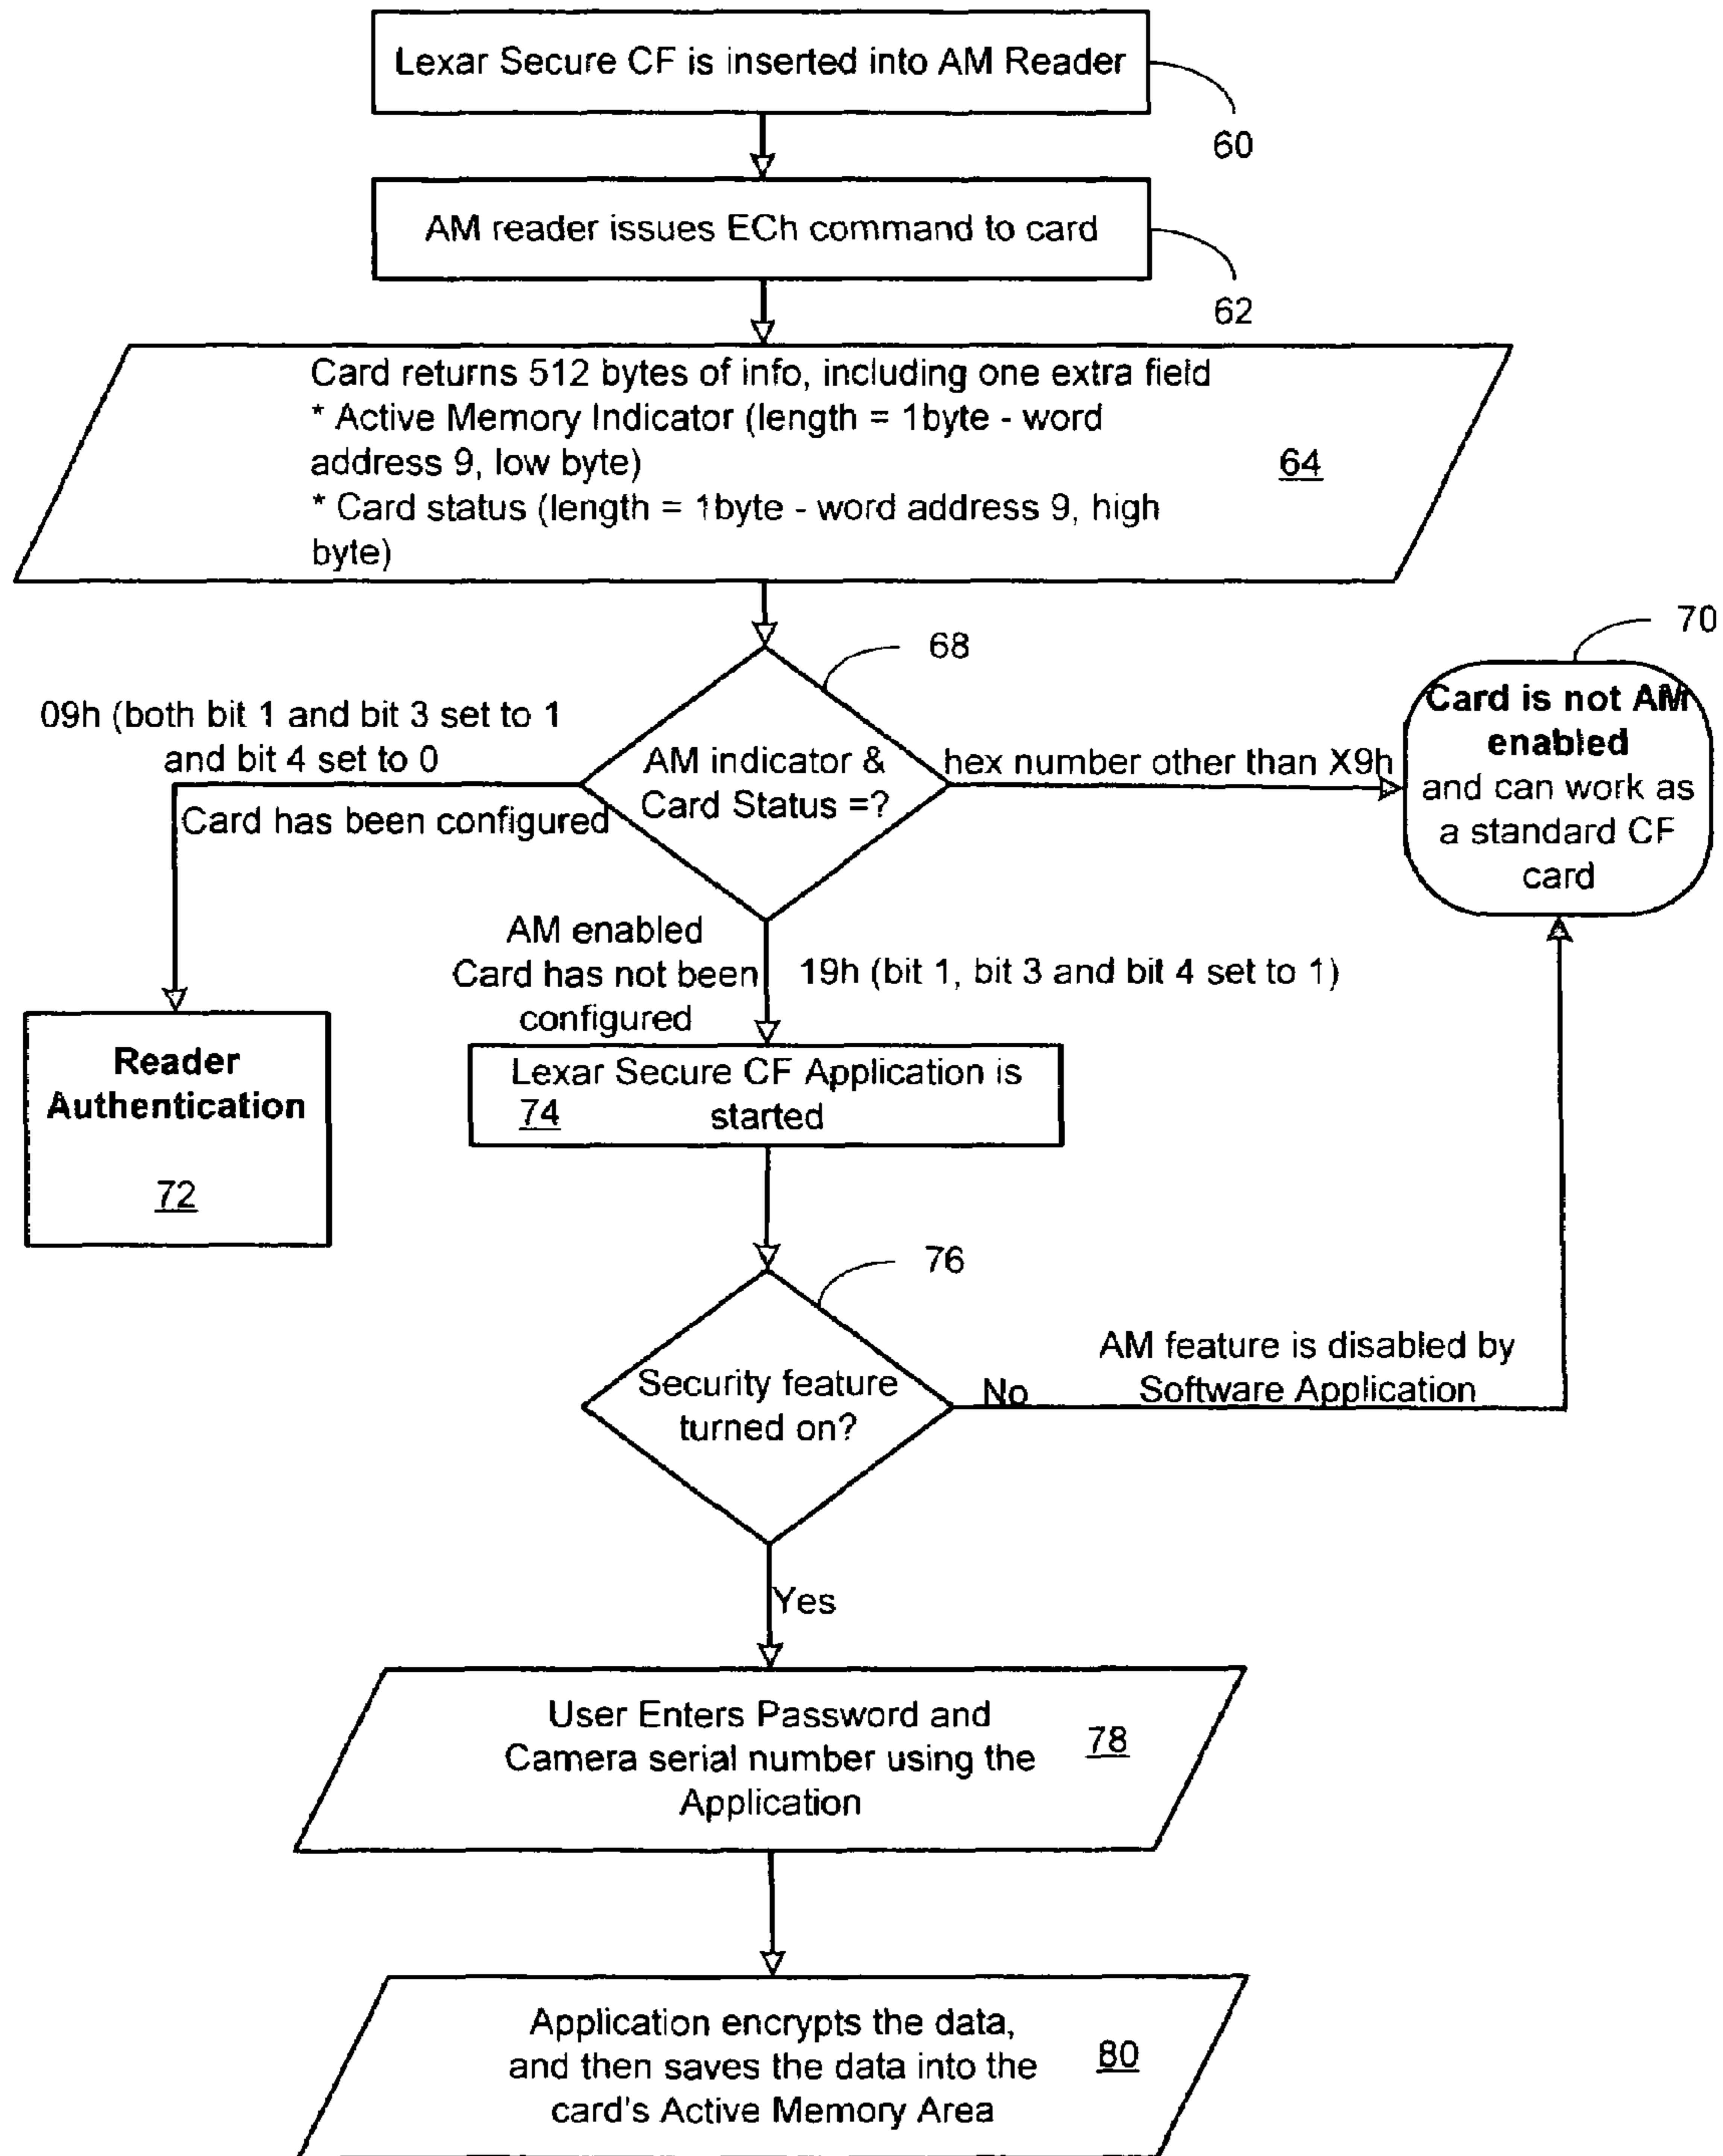 Lexar Secure CF is inserted into AM Reader
60
AM reader issues ECh command to card
62
Card returns 512 bytes of info, including one extra field
* Active Memory Indicator (length = 1byte - word
address 9, low byte)
64
* Card status (length = 1byte - word address 9, high
byte)
68
70
09h (both bit 1 and bit 3 set to 1
and bit 4 set to 0
Card has been configured
AM indicator &
Card Status =?
hex number other than X9h
Card is not AM
enabled
and can work as
a standard CF
card
AM enabled
Card has not been
configured
19h (bit 1, bit 3 and bit 4 set to 1)
Reader
Authentication
72
Lexar Secure CF Application is
74 started
76
Security feature
turned on?
No
AM feature is disabled by
Software Application
Yes
User Enters Password and
Camera serial number using the
Application
78
Application encrypts the data,
and then saves the data into the
card's Active Memory Area
80